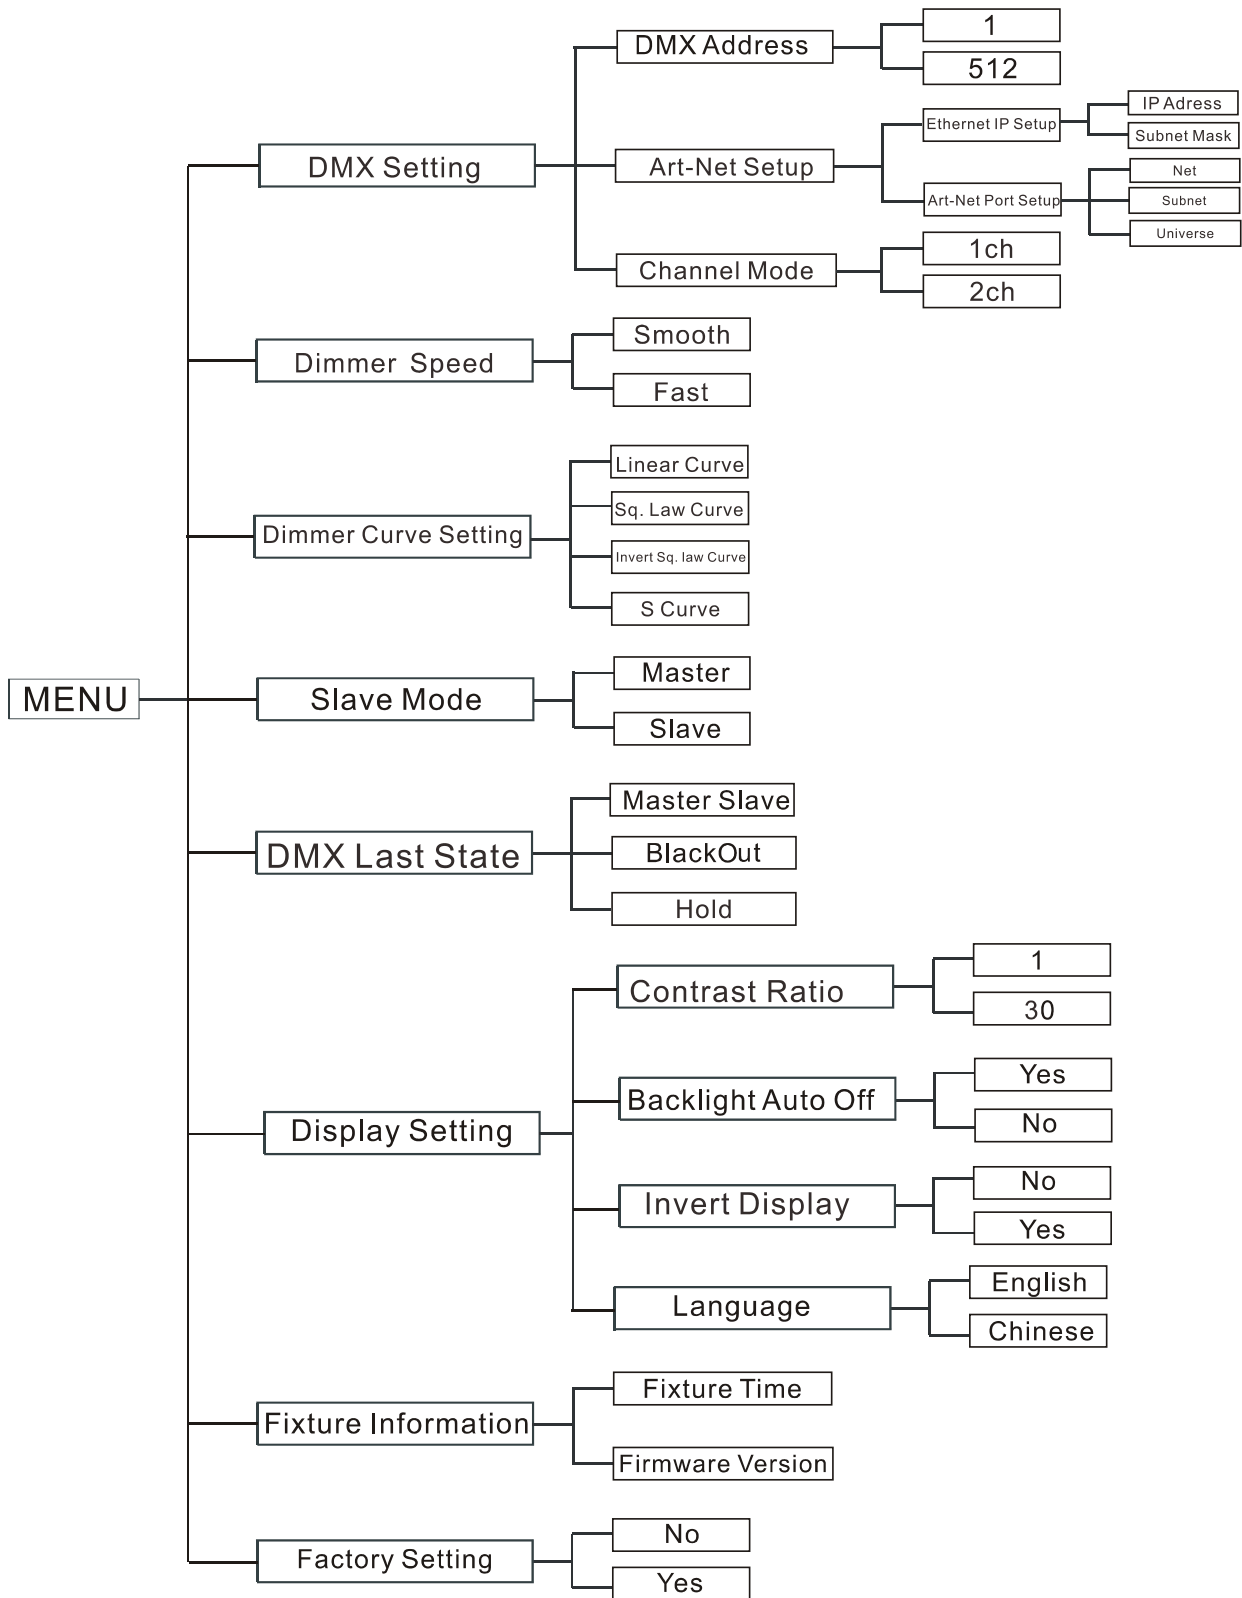 MENU
DMX Setting
DMX Address
1
512
Art-Net Setup
Ethernet IP Setup
IP Adress
Subnet Mask
Art-Net Port Setup
Net
Subnet
Universe
Channel Mode
1ch
2ch
Dimmer Speed
Smooth
Fast
Dimmer Curve Setting
Linear Curve
Sq. Law Curve
Invert Sq. law Curve
S Curve
Slave Mode
Master
Slave
DMX Last State
Master Slave
BlackOut
Hold
Display Setting
Contrast Ratio
1
30
Backlight Auto Off
Yes
No
Invert Display
No
Yes
Language
English
Chinese
Fixture Information
Fixture Time
Firmware Version
Factory Setting
No
Yes